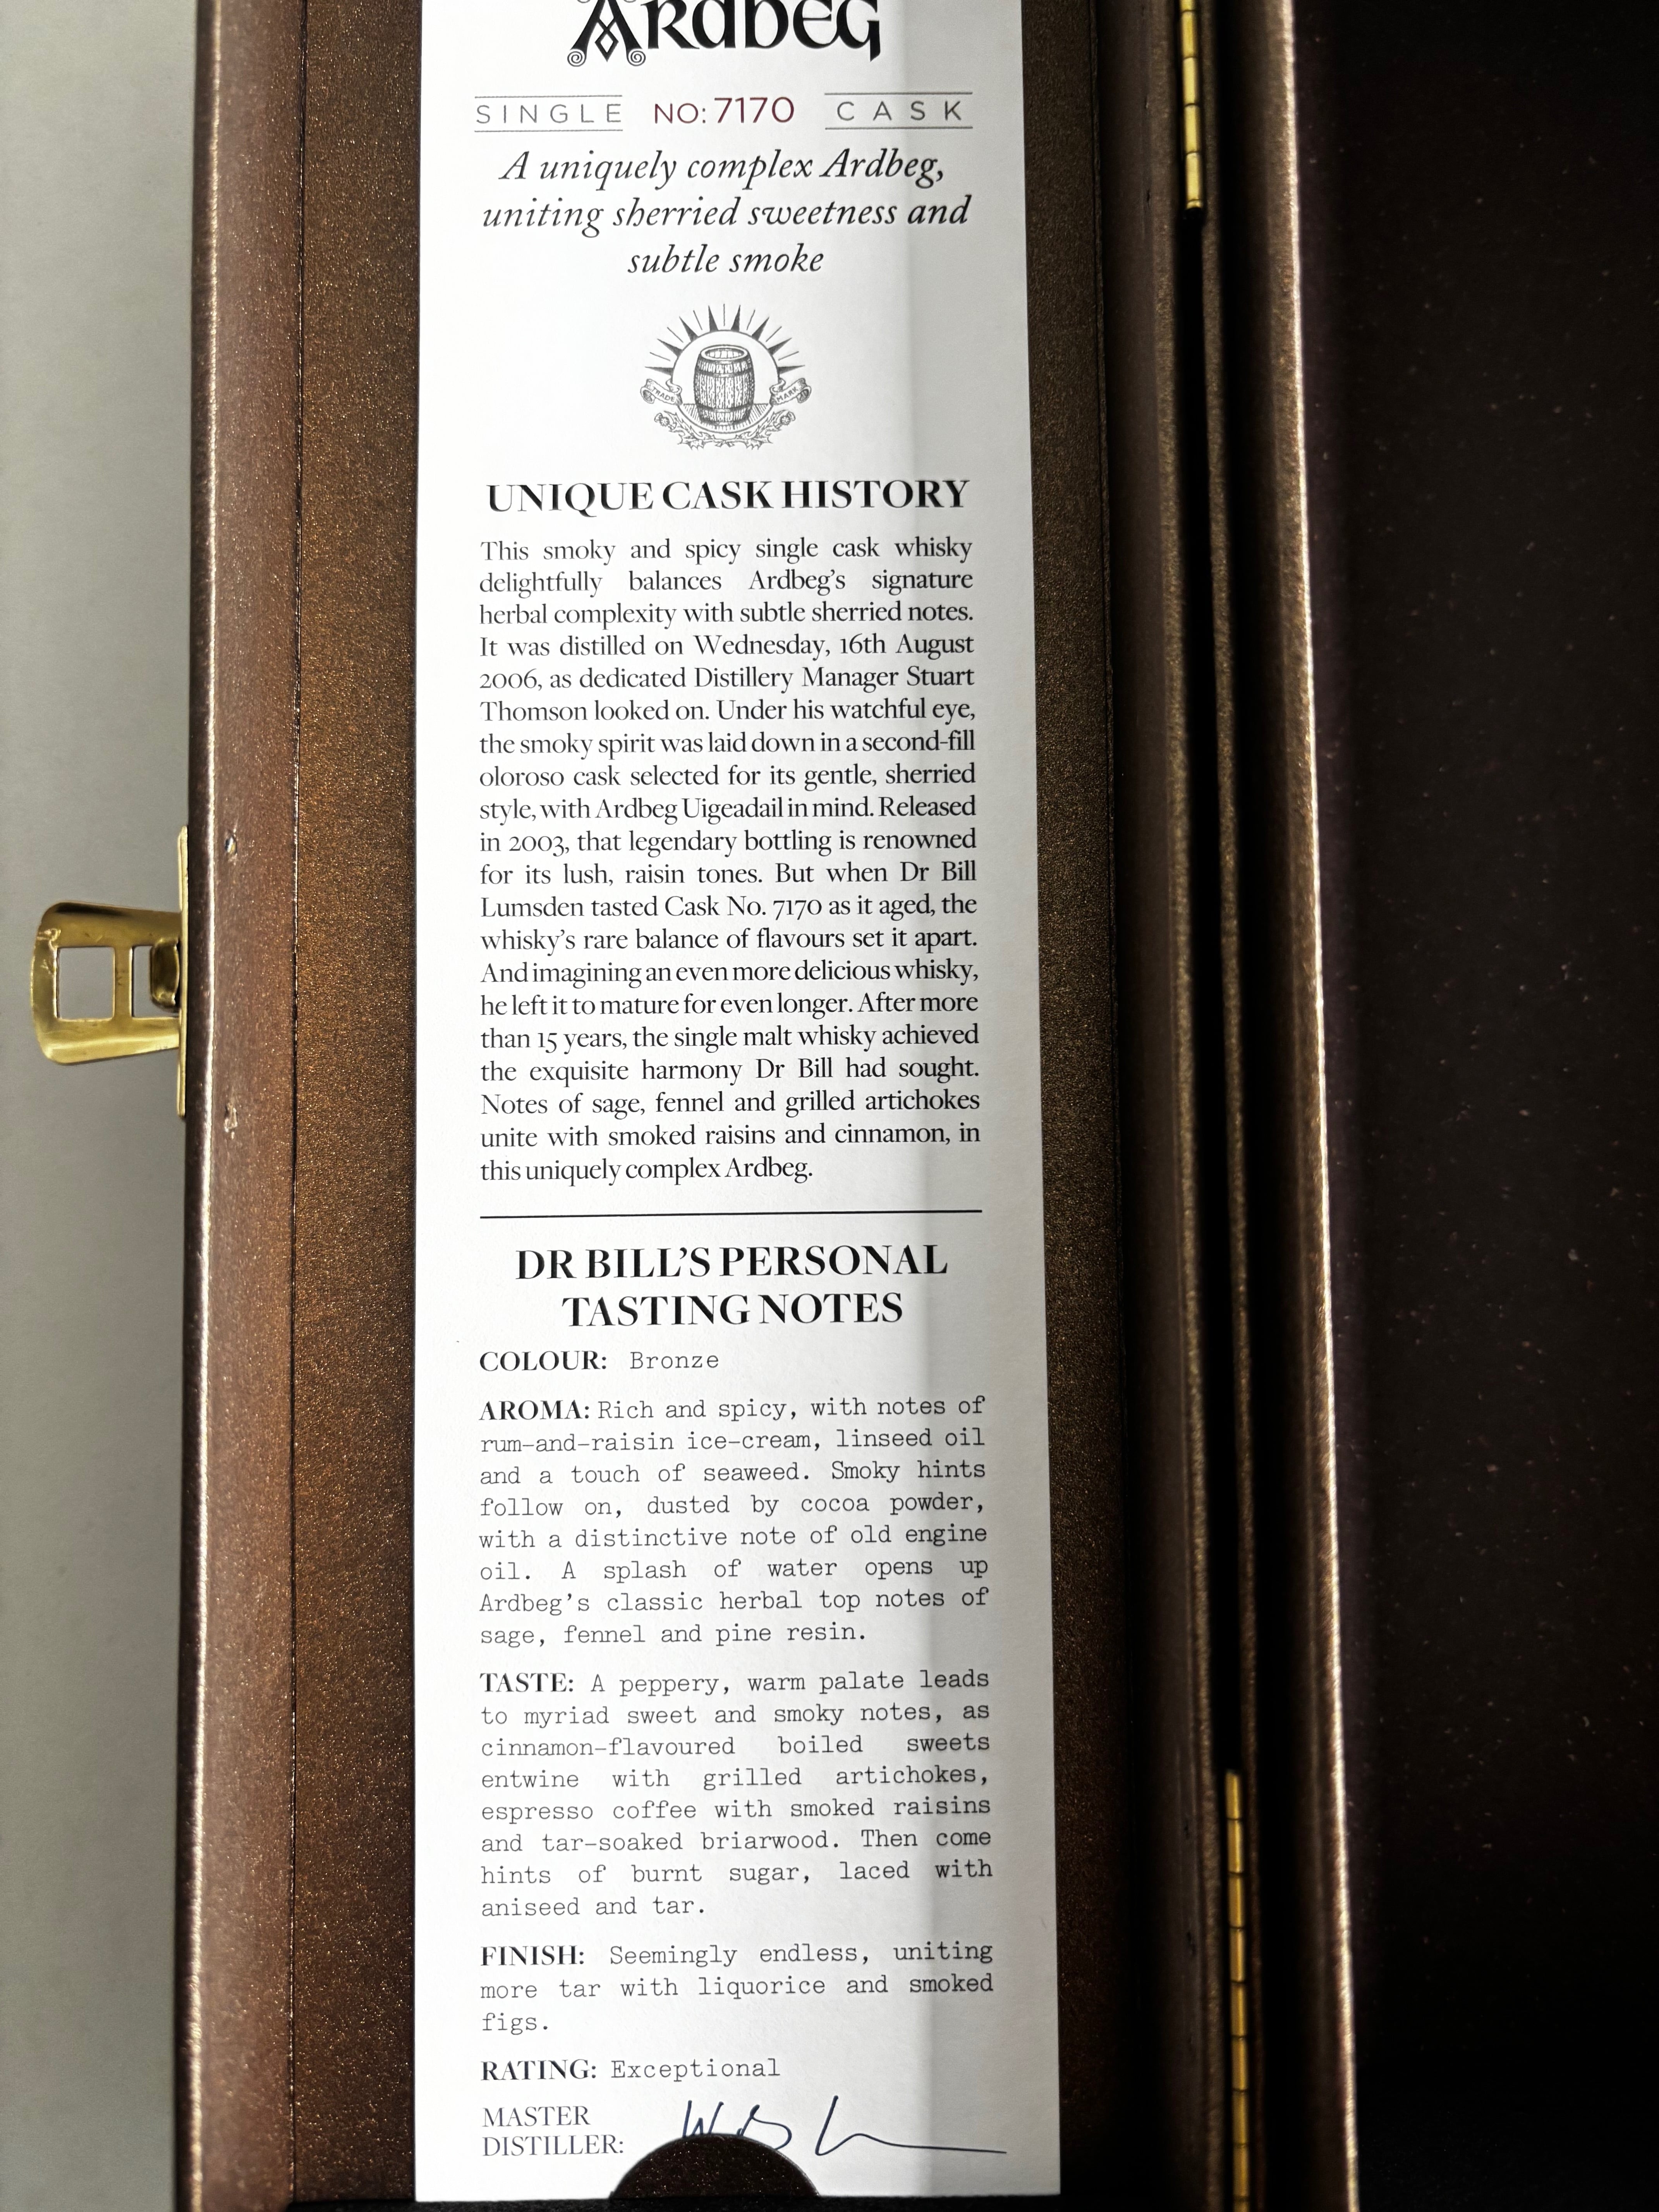 ARDBEG
SINGLE NO: 7170 CASK
A uniquely complex Ardbeg,
uniting sherried sweetness and
subtle smoke
TRADE MARK
UNIQUE CASK HISTORY
This smoky and spicy single cask whisky
delightfully balances Ardbeg's signature
herbal complexity with subtle sherried notes.
It was distilled on Wednesday, 16th August
2006, as dedicated Distillery Manager Stuart
Thomson looked on. Under his watchful eye,
the smoky spirit was laid down in a second-fill
oloroso cask selected for its gentle, sherried
style, with Ardbeg Uigeadail in mind. Released
in 2003, that legendary bottling is renowned
for its lush, raisin tones. But when Dr Bill
Lumsden tasted Cask No. 7170 as it aged, the
whisky's rare balance of flavours set it apart.
And imagining an even more delicious whisky,
he left it to mature for even longer. After more
than 15 years, the single malt whisky achieved
the exquisite harmony Dr Bill had sought.
Notes of sage, fennel and grilled artichokes
unite with smoked raisins and cinnamon, in
this uniquely complex Ardbeg.
DR BILL'S PERSONAL
TASTING NOTES
COLOUR: Bronze
AROMA: Rich and spicy, with notes of
rum-and-raisin ice-cream, linseed oil
and a touch of seaweed. Smoky hints
follow on, dusted by cocoa powder,
with a distinctive note of old engine
oil. A splash of water opens up
Ardbeg's classic herbal top notes of
sage, fennel and pine resin.
TASTE: A peppery, warm palate leads
to myriad sweet and smoky notes, as
cinnamon-flavoured boiled sweets
entwine with grilled artichokes,
espresso coffee with smoked raisins
and tar-soaked briarwood. Then come
hints of burnt sugar, laced with
aniseed and tar.
FINISH: Seemingly endless, uniting
more tar with liquorice and smoked
figs.
RATING: Exceptional
MASTER
DISTILLER: